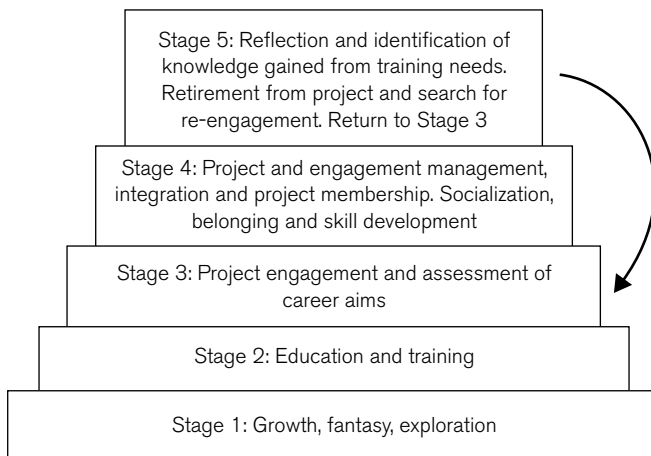 Stage 5: Reflection and identification of
knowledge gained from training needs.
Retirement from project and search for
re-engagement. Return to Stage 3
Stage 4: Project and engagement management,
integration and project membership. Socialization,
belonging and skill development
Stage 3: Project engagement and assessment of
career aims
Stage 2: Education and training
Stage 1: Growth, fantasy, exploration